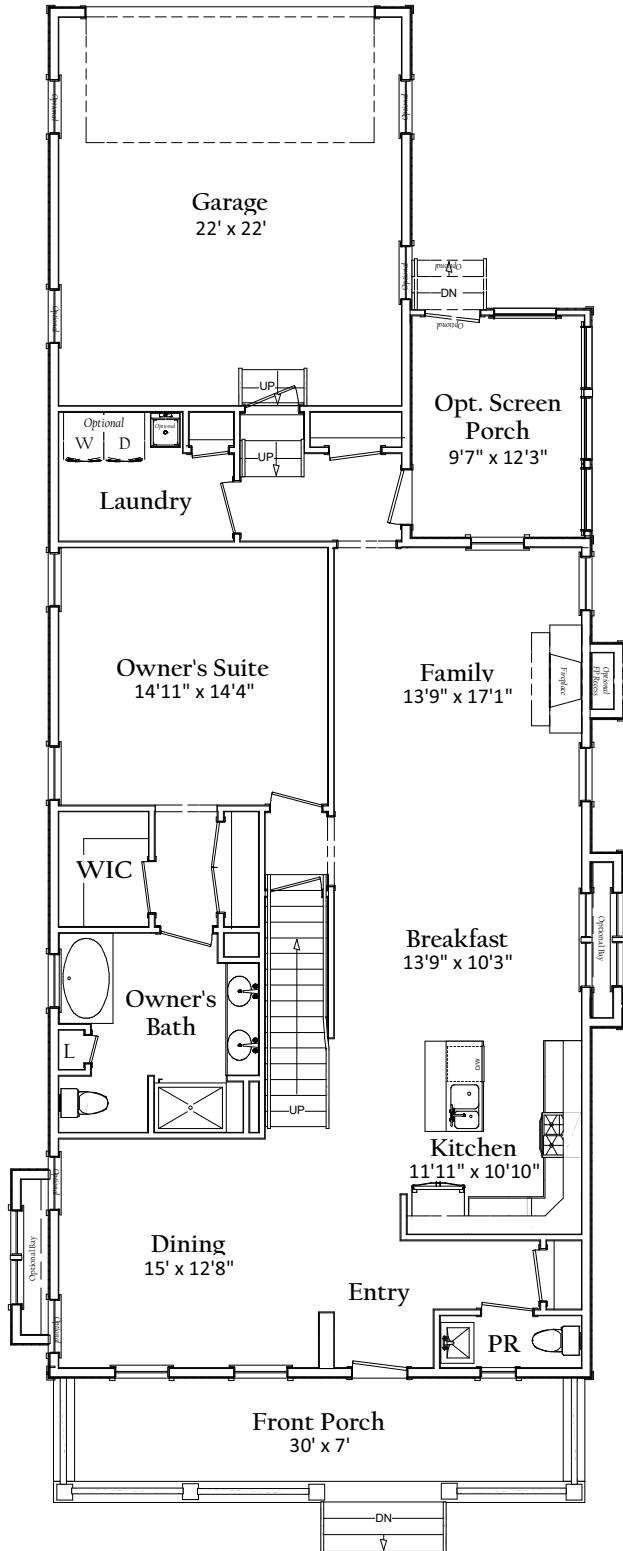 Optional
Optional
Garage
22' x 22'
Optional
Optional
Optional
DN
Optional
UP
Optional
W D
Optional
UP
Laundry
Opt. Screen
Porch
9'7" x 12'3"
Owner's Suite
14'11" x 14'4"
Family
13'9" x 17'1"
Fireplace
Optional
FP Recess
WIC
Breakfast
13'9" x 10'3"
Optional Bay
Owner's
Bath
L
D/W
UP
Kitchen
11'11" x 10'10"
Optional
Optional Bay
Dining
15' x 12'8"
Entry
Optional
PR
Front Porch
30' x 7'
DN